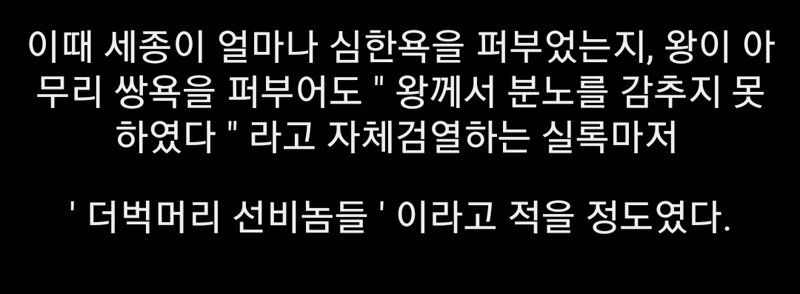 이때 세종이 얼마나 심한욕을 퍼부었는지, 왕이 아
무리 쌍욕을 퍼부어도 " 왕께서 분노를 감추지 못
하였다 " 라고 자체검열하는 실록마저
' 더벅머리 선비놈들 ' 이라고 적을 정도였다.